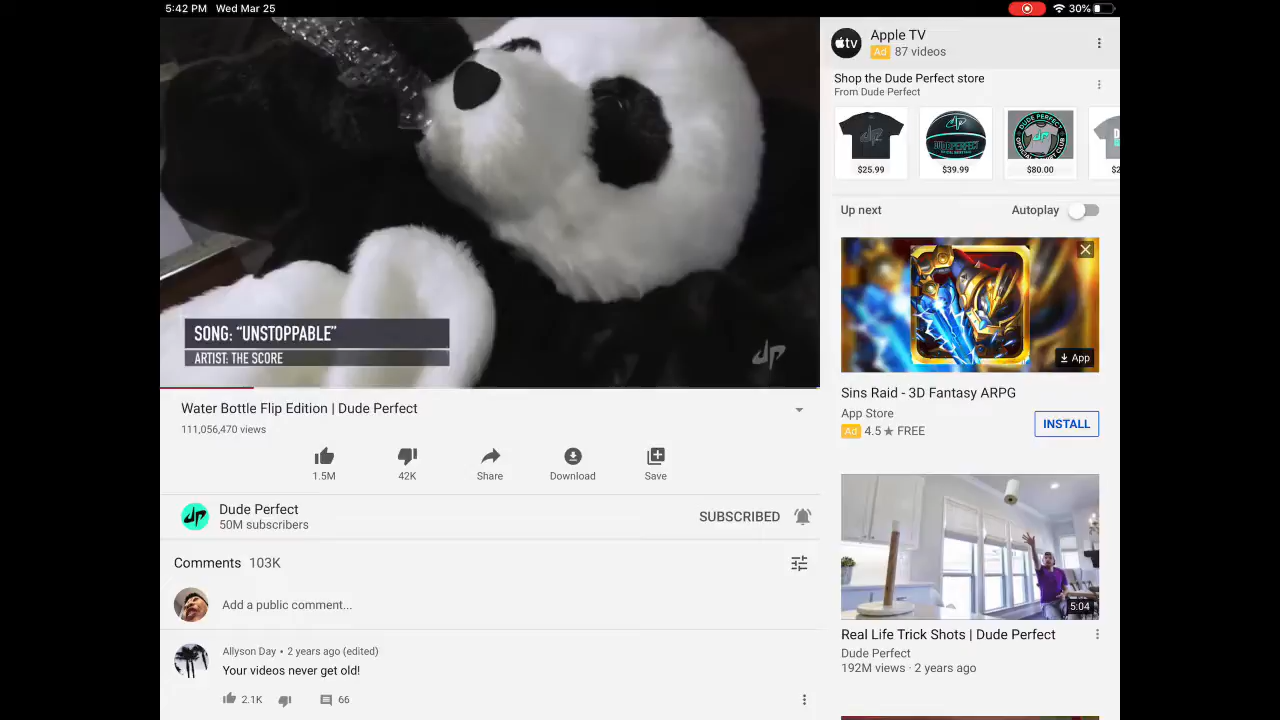 5:42 PM Wed Mar 25
30%
SONG: "UNSTOPPABLE"
ARTIST: THE SCORE
dp
Water Bottle Flip Edition | Dude Perfect
111,056,470 views
1.5M
42K
Share
Download
Save
dp
Dude Perfect
50M subscribers
SUBSCRIBED
Comments 103K
Add a public comment...
Allyson Day • 2 years ago (edited)
Your videos never get old!
2.1K
66
tv
Apple TV
Ad 87 videos
Shop the Dude Perfect store
From Dude Perfect
$25.99
$39.99
$80.00
Up next
Autoplay
App
Sins Raid - 3D Fantasy ARPG
App Store
Ad 4.5 ★ FREE
INSTALL
5:04
Real Life Trick Shots | Dude Perfect
Dude Perfect
192M views · 2 years ago